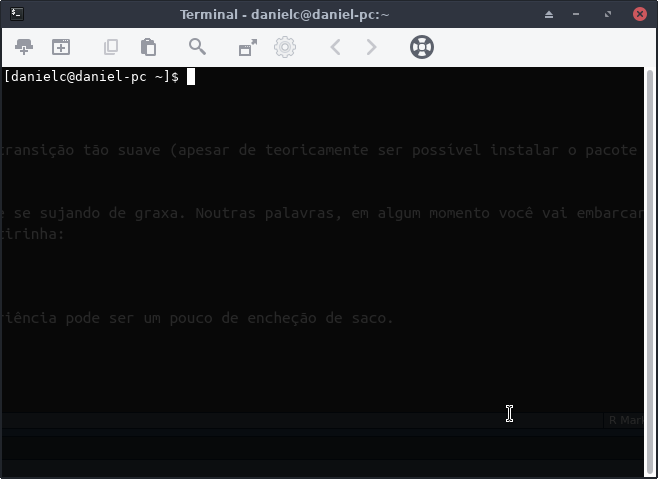 Terminal - danielc@daniel-pc:~
[danielc@daniel-pc ~]$
transição tão suave (apesar de teoricamente ser possível instalar o pacote
e se sujando de graxa. Noutras palavras, em algum momento você vai embarcar
tirinha:
riência pode ser um pouco de encheção de saco.
R Mar